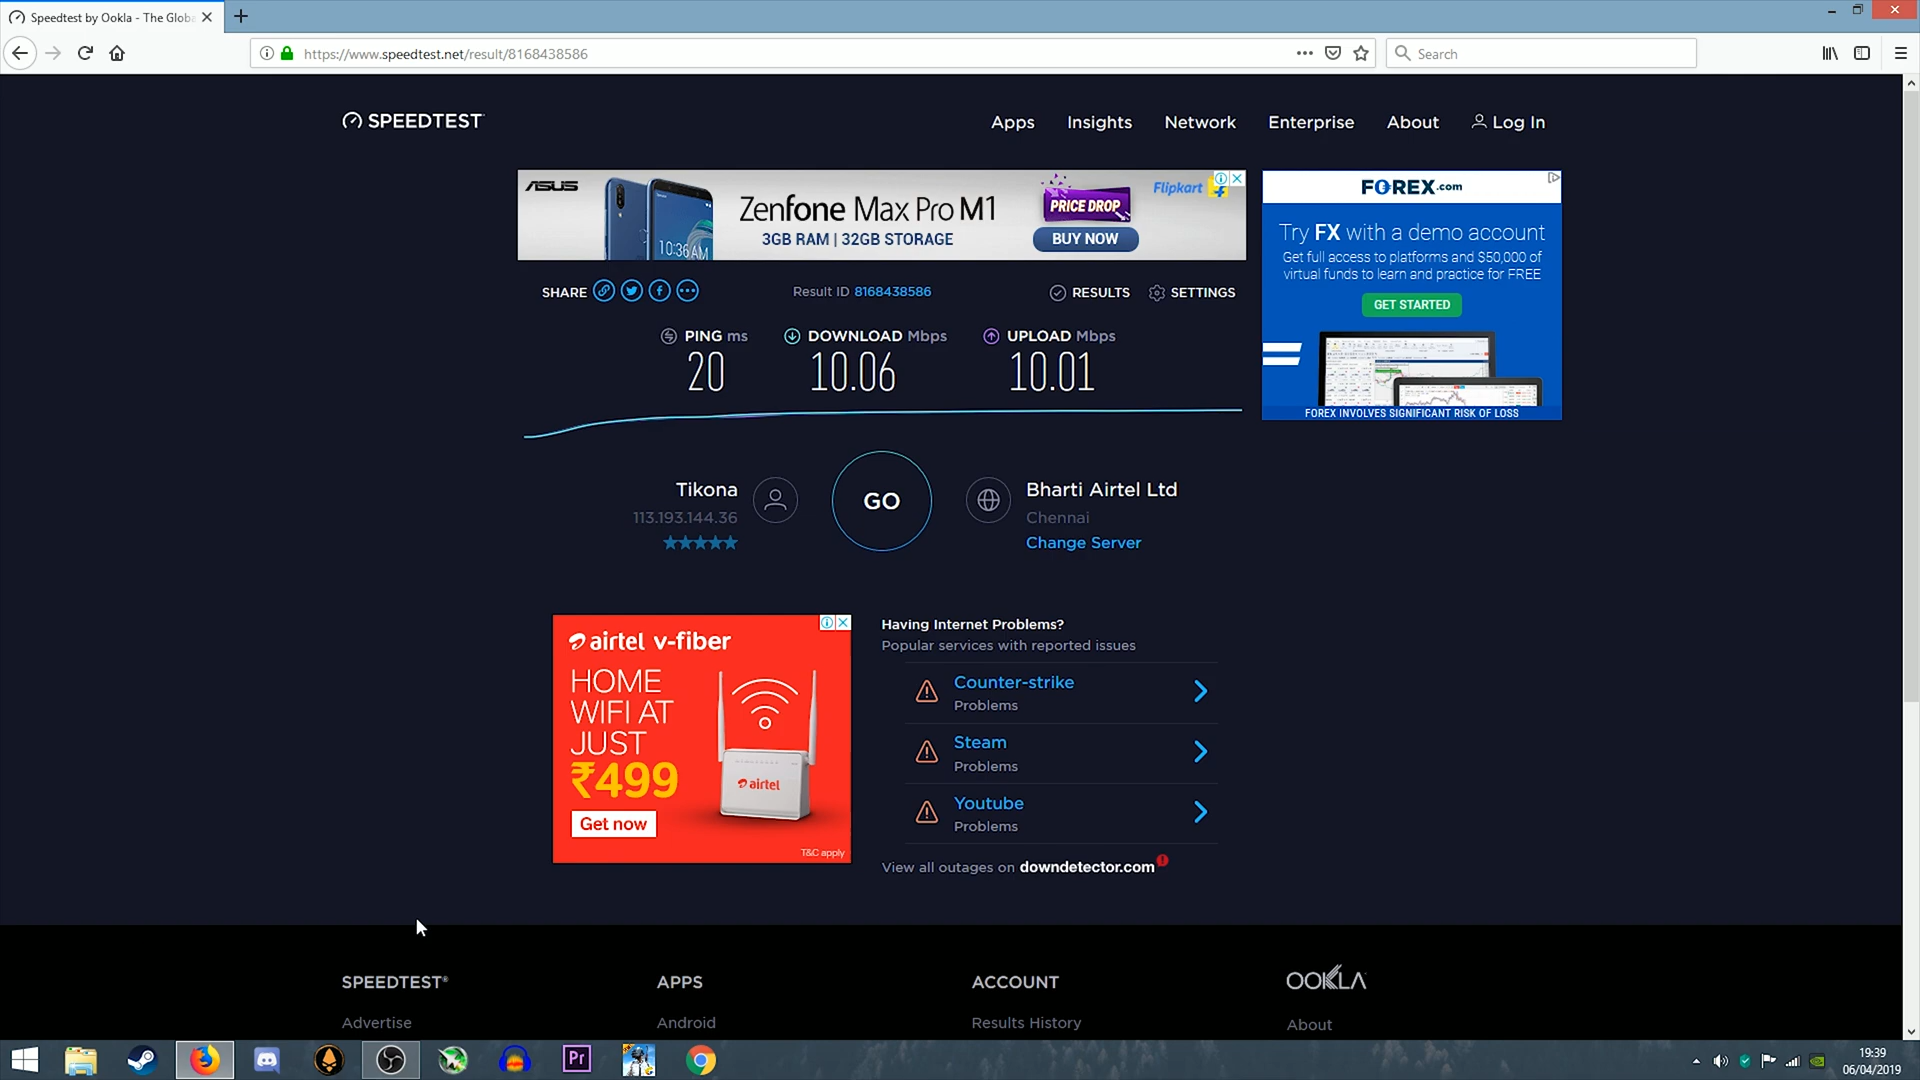 Speedtest by Ookla - The Globa
https://www.speedtest.net/result/8168438586
Search
SPEEDTEST
Apps
Insights
Network
Enterprise
About
Log In
ASUS
10:36AM
Zenfone Max Pro M1
3GB RAM | 32GB STORAGE
PRICE DROP
BUY NOW
Flipkart
FOREX.com
Try FX with a demo account
Get full access to platforms and $50,000 of
virtual funds to learn and practice for FREE
GET STARTED
FOREX INVOLVES SIGNIFICANT RISK OF LOSS
SHARE
Result ID 8168438586
RESULTS
SETTINGS
PING ms
20
DOWNLOAD Mbps
10.06
UPLOAD Mbps
10.01
Tikona
113.193.144.36
GO
Bharti Airtel Ltd
Chennai
Change Server
airtel v-fiber
HOME
WIFI AT
JUST
₹499
Get now
airtel
T&C apply
Having Internet Problems?
Popular services with reported issues
Counter-strike
Problems
Steam
Problems
Youtube
Problems
View all outages on downdetector.com
SPEEDTEST®
APPS
ACCOUNT
OOKLA
Advertise
Android
Results History
About
Pr
19:39
06/04/2019